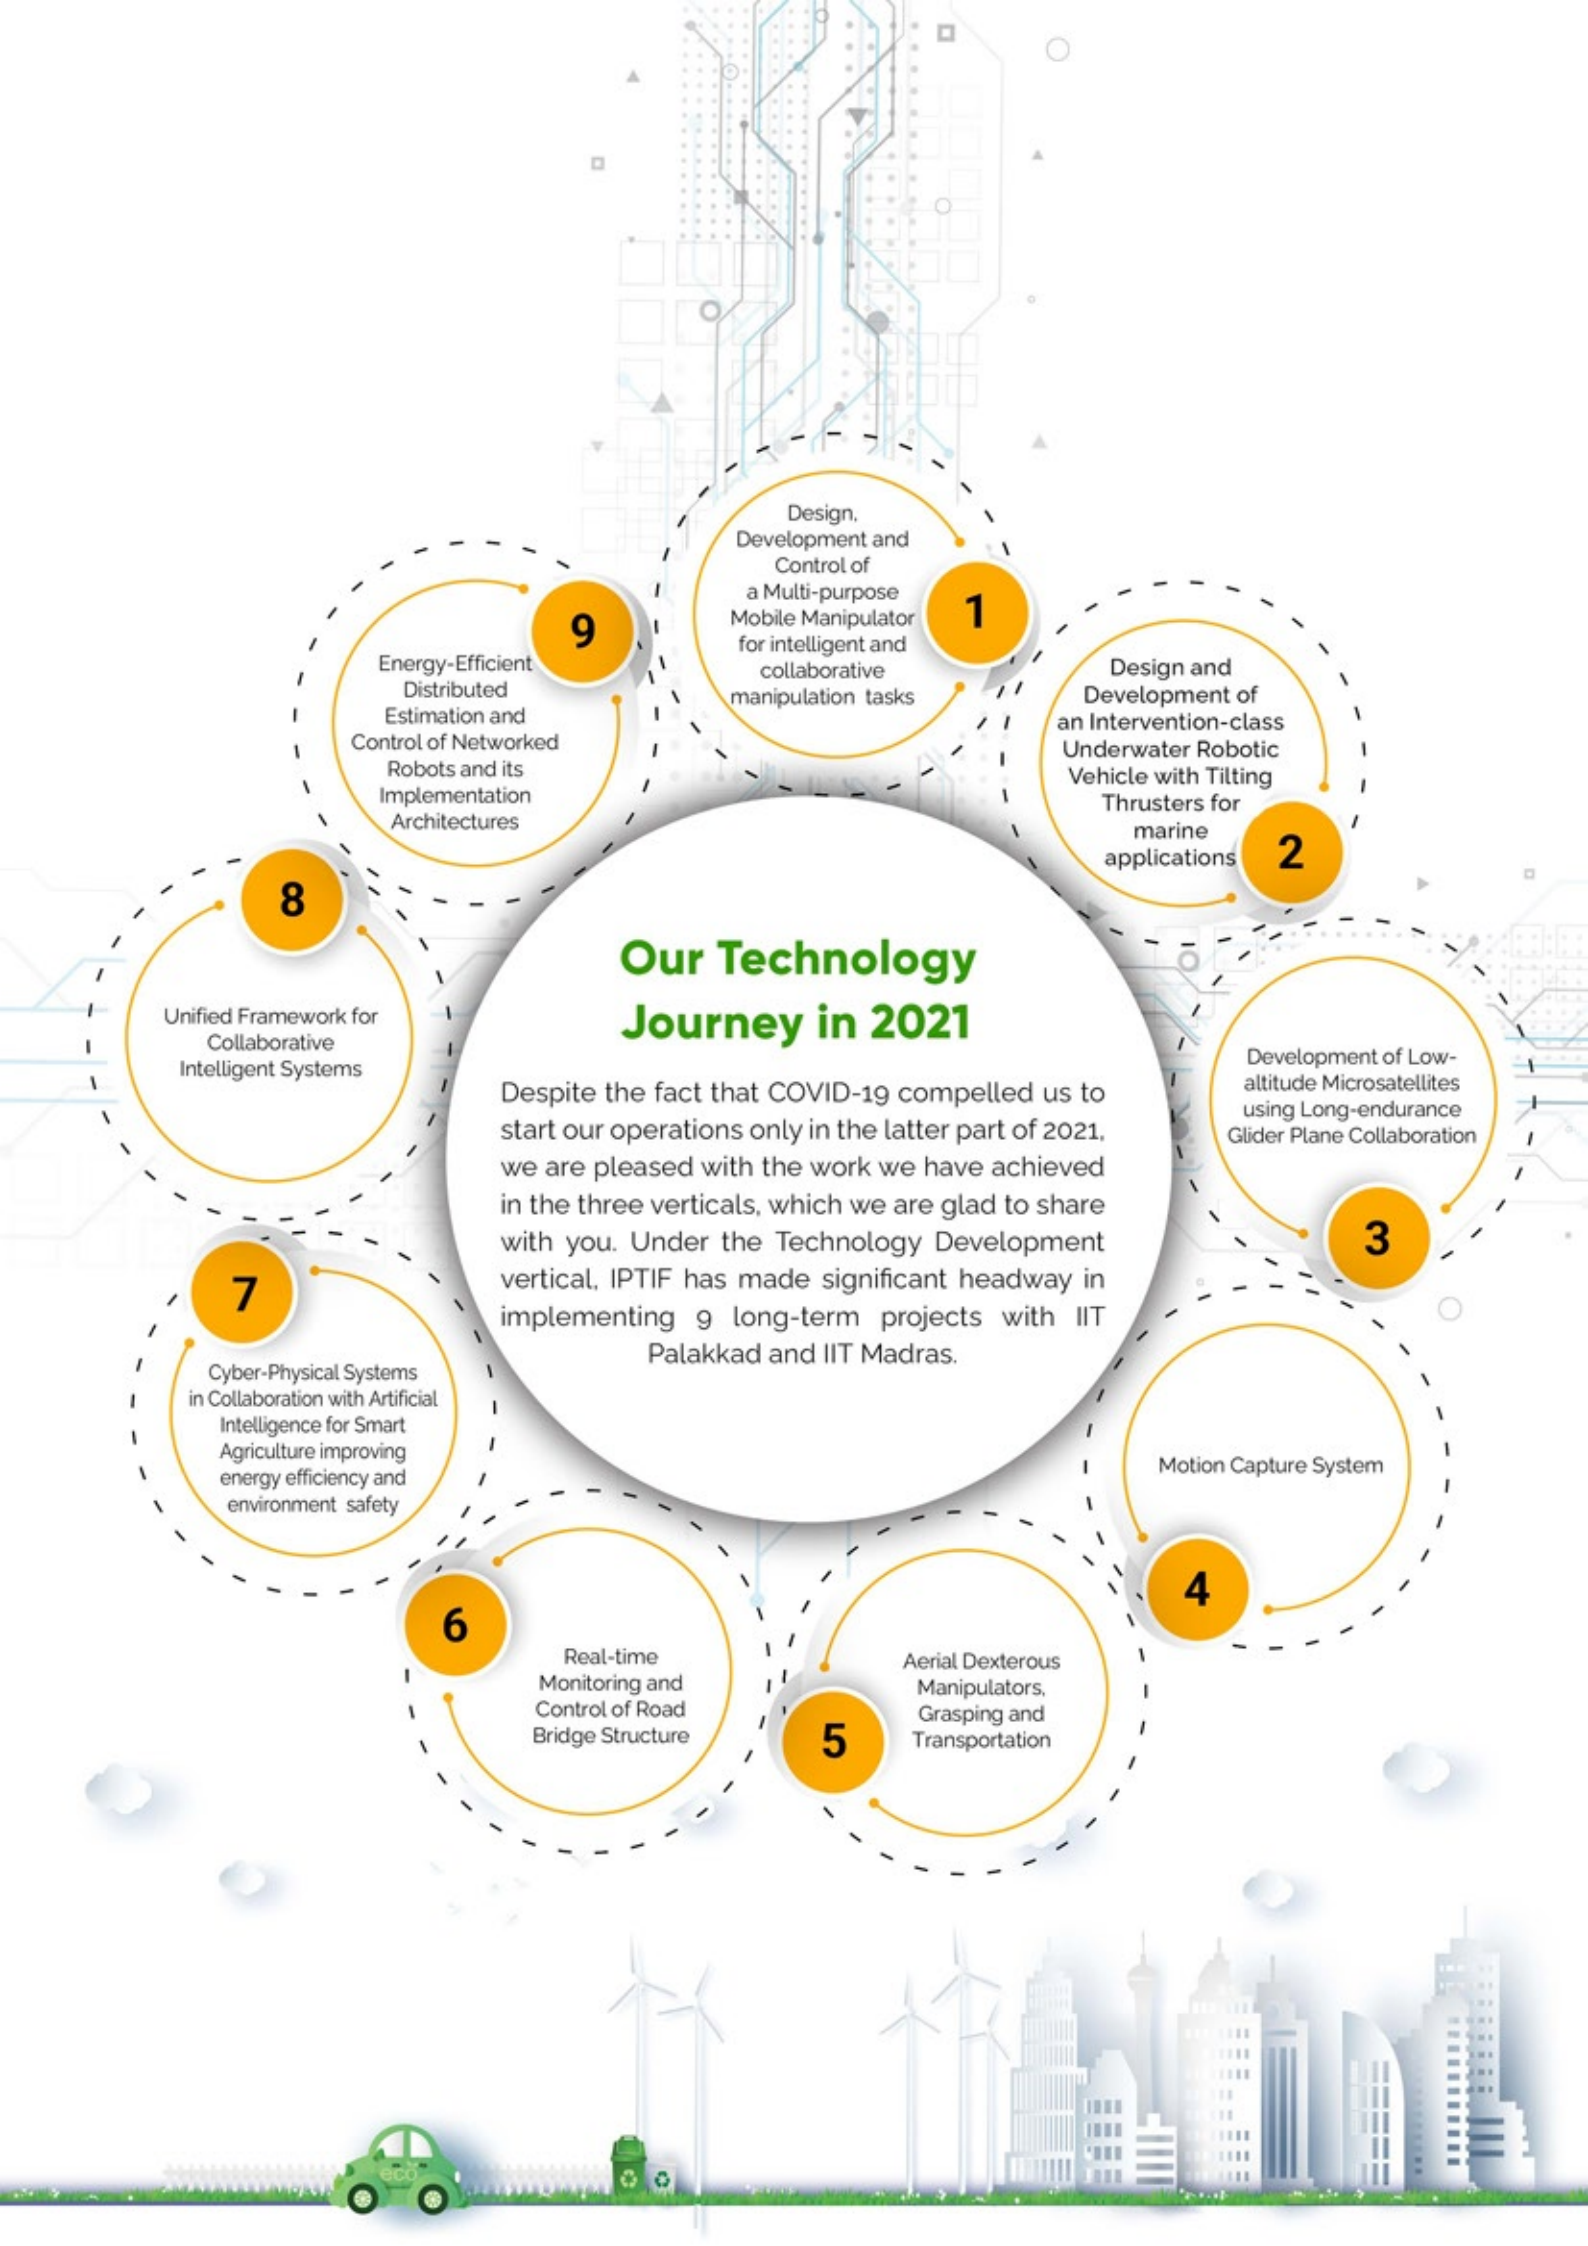 Our Technology
Journey in 2021
Despite the fact that COVID-19 compelled us to
start our operations only in the latter part of 2021,
we are pleased with the work we have achieved
in the three verticals, which we are glad to share
with you. Under the Technology Development
vertical, IPTIF has made significant headway in
implementing 9 long-term projects with IIT
Palakkad and IIT Madras.
1
Design,
Development and
Control of
a Multi-purpose
Mobile Manipulator
for intelligent and
collaborative
manipulation tasks
2
Design and
Development of
an Intervention-class
Underwater Robotic
Vehicle with Tilting
Thrusters for
marine
applications
3
Development of Low-
altitude Microsatellites
using Long-endurance
Glider Plane Collaboration
4
Motion Capture System
5
Aerial Dexterous
Manipulators,
Grasping and
Transportation
6
Real-time
Monitoring and
Control of Road
Bridge Structure
7
Cyber-Physical Systems
in Collaboration with Artificial
Intelligence for Smart
Agriculture improving
energy efficiency and
environment safety
8
Unified Framework for
Collaborative
Intelligent Systems
9
Energy-Efficient
Distributed
Estimation and
Control of Networked
Robots and its
Implementation
Architectures
eco